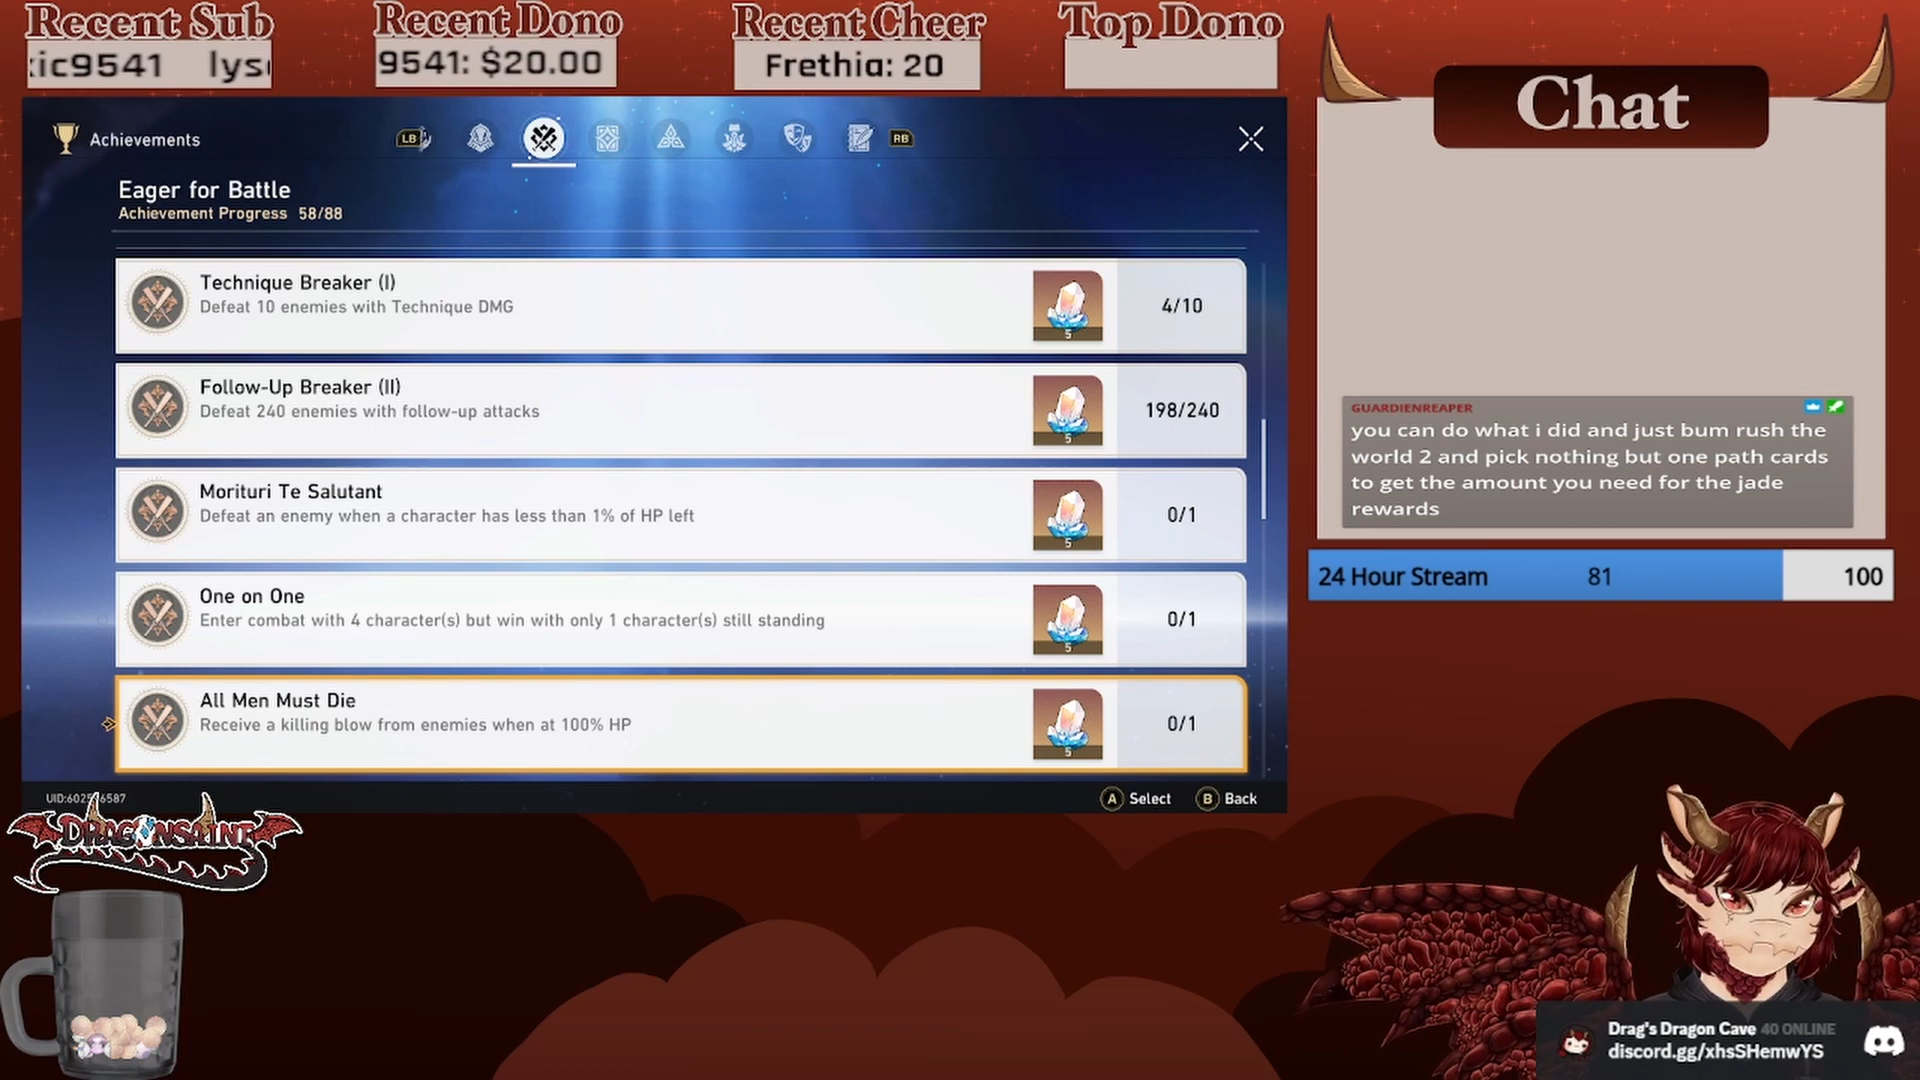 Recent Sub
Recent Dono
Recent Cheer
Top Dono
ic9541 lys
9541: $20.00
Frethia: 20
Chat
Achievements
LB
RB
Eager for Battle
Achievement Progress 58/88
Technique Breaker (I)
Defeat 10 enemies with Technique DMG
5
4/10
Follow-Up Breaker (II)
Defeat 240 enemies with follow-up attacks
5
198/240
Morituri Te Salutant
Defeat an enemy when a character has less than 1% of HP left
5
0/1
One on One
Enter combat with 4 character(s) but win with only 1 character(s) still standing
5
0/1
All Men Must Die
Receive a killing blow from enemies when at 100% HP
5
0/1
A Select
B Back
GUARDIENREAPER
you can do what i did and just bum rush the
world 2 and pick nothing but one path cards
to get the amount you need for the jade
rewards
24 Hour Stream 81 100
DRAGONSAINT
Drag's Dragon Cave 40 ONLINE
discord.gg/xhsSHemwYS